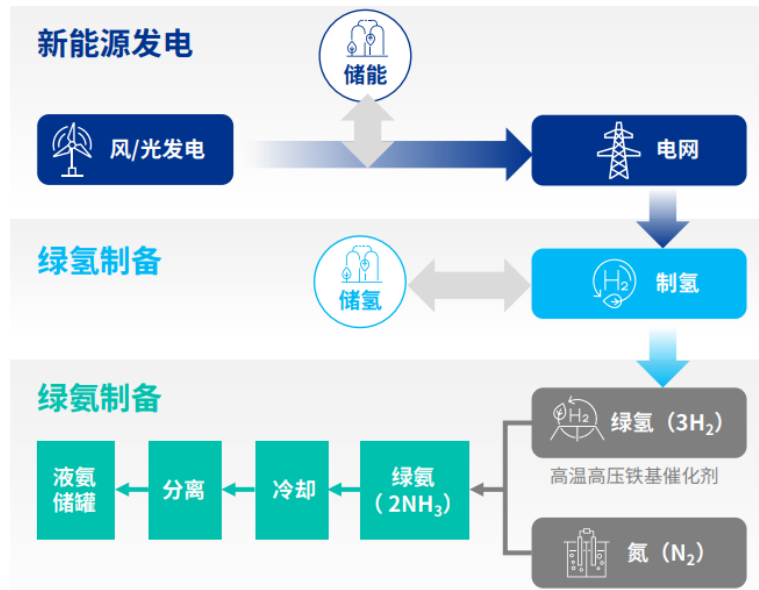 新能源发电
储能
风/光发电
电网
绿氢制备
储氢
H₂
制氢
绿氨制备
H₂
绿氢（3H₂）
高温高压铁基催化剂
液氨
储罐
分离
冷却
绿氨
（2NH₃）
氮（N₂）